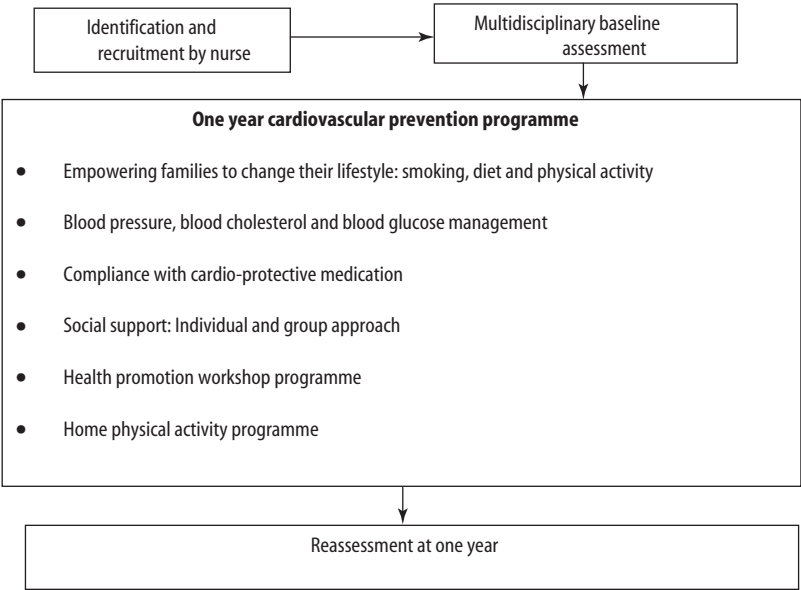 Identification and
recruitment by nurse
Multidisciplinary baseline
assessment
One year cardiovascular prevention programme
● Empowering families to change their lifestyle: smoking, diet and physical activity
● Blood pressure, blood cholesterol and blood glucose management
● Compliance with cardio-protective medication
● Social support: Individual and group approach
● Health promotion workshop programme
● Home physical activity programme
Reassessment at one year